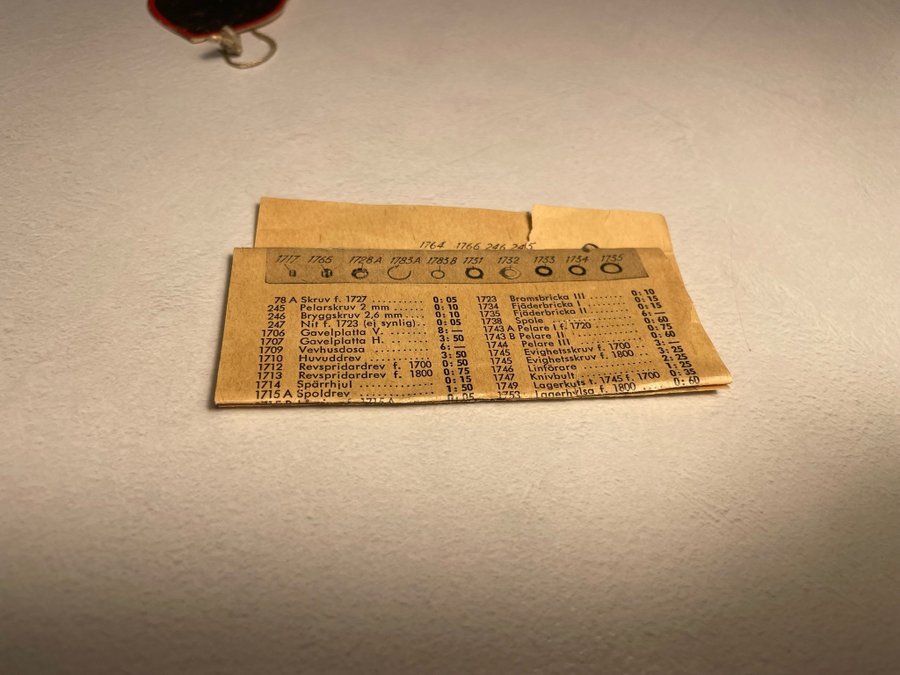 1764 1766 246 245
1717 1765 1728 A 1783 A 1783 B 1731 1732 1733 1734 1735
78 A Skruv f. 1727 ........ 0: 05
245 Pelarskruv 2 mm ..... 0: 10
246 Bryggskruv 2,6 mm .... 0: 10
247 Nit f. 1723 (ej synlig) .. 0: 05
1706 Gavelplatta V. ........ 8: —
1707 Gavelplatta H. ........ 3: 50
1709 Vevhusdosa .......... 6: —
1710 Huvuddrev ........... 3: 50
1712 Revspridardrev f. 1700 0: 50
1713 Revspridardrev f. 1800 0: 75
1714 Spärrhjul ............ 0: 15
1715 A Spoldrev ............ 1: 50
1723 Bromsbricka III ....... 0: 10
1734 Fjäderbricka I ........ 0: 15
1735 Fjäderbricka II ....... 0: 15
1738 Spole ............... 6: —
1743 A Pelare I f. 1720 ...... 0: 60
1743 B Pelare II ............ 0: 75
1744 Pelare III ............ 0: 60
1745 Evighetsskruv f. 1700 .. 3: —
1745 Evighetsskruv f. 1800 .. 3: 25
1746 Linförare ............ 2: 25
1747 Knivbult ............ 1: 25
1749 Lagerkuts f. 1745 f. 1700 0: 35
1753 Lagerhylsa f. 1800 .... 0: 60